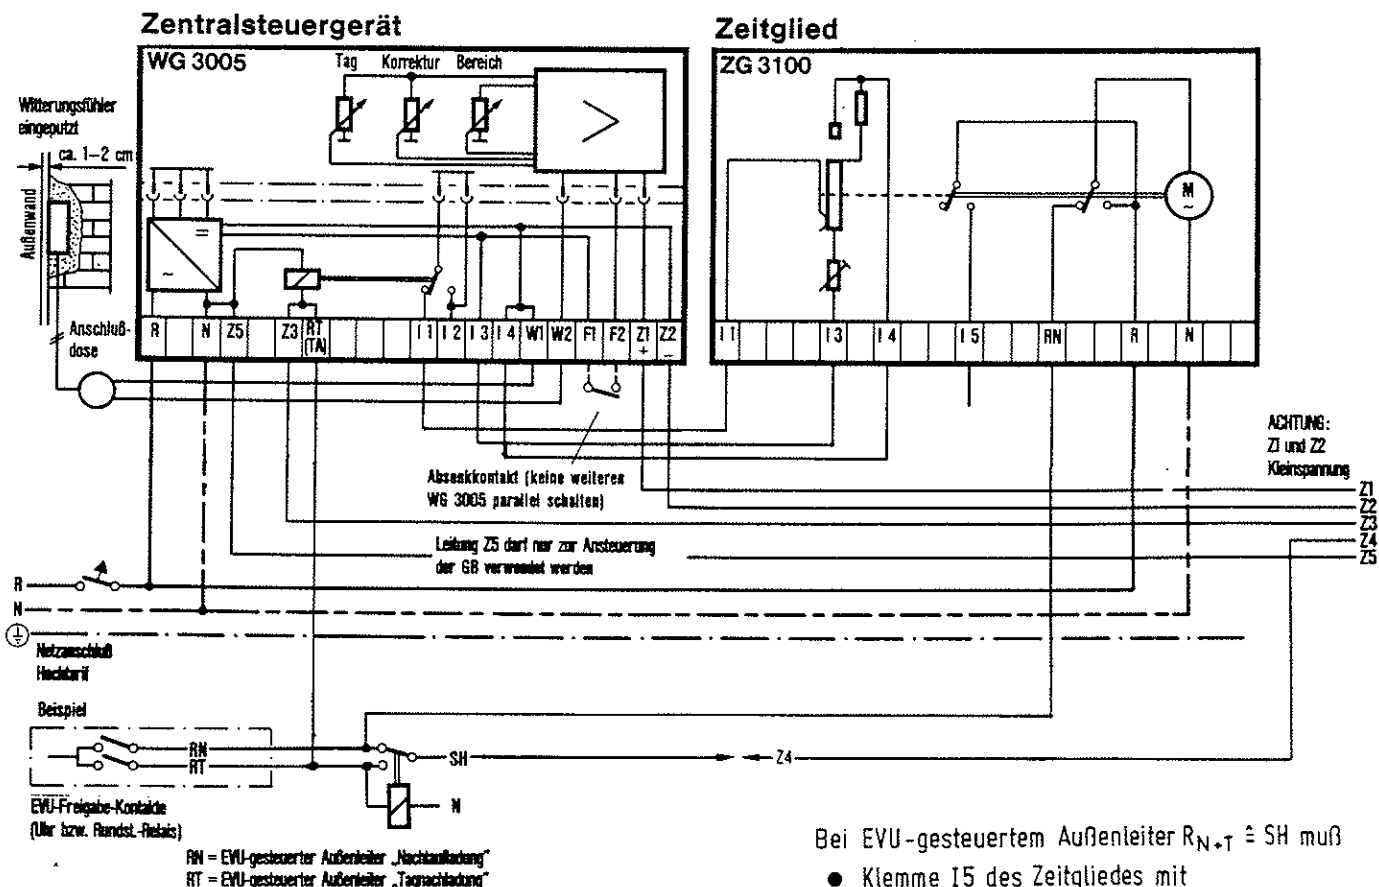 Zentralsteuergerät
Zeitglied
WG 3005
Tag Korrektur Bereich
ZG 3100
Witterungsfühler
eingeputzt
ca. 1–2 cm
Außenwand
M
~
=
~
Anschluß-
dose
R N Z5 Z3 RT (TA) I1 I2 I3 I4 W1 W2 F1 F2 Z1 + Z2 –
I1 I3 I4 I5 RN R N
ACHTUNG:
Z1 und Z2
Kleinspannung
Absenkkontakt (keine weiteren
WG 3005 parallel schalten)
Z1
Z2
Z3
Z4
Z5
Leitung Z5 darf nur zur Ansteuerung
der GR verwendet werden
R
N
Netzanschluß
Hochtarif
Beispiel
RN
RT
SH
Z4
N
EVU-Freigabe-Kontakte
(Uhr bzw. Rundst.-Relais)
RN = EVU-gesteuerter Außenleiter „Nachtaufladung"
RT = EVU-gesteuerter Außenleiter „Tagnachladung"
Bei EVU-gesteuertem Außenleiter RN+T ≙ SH muß
● Klemme I5 des Zeitgliedes mit